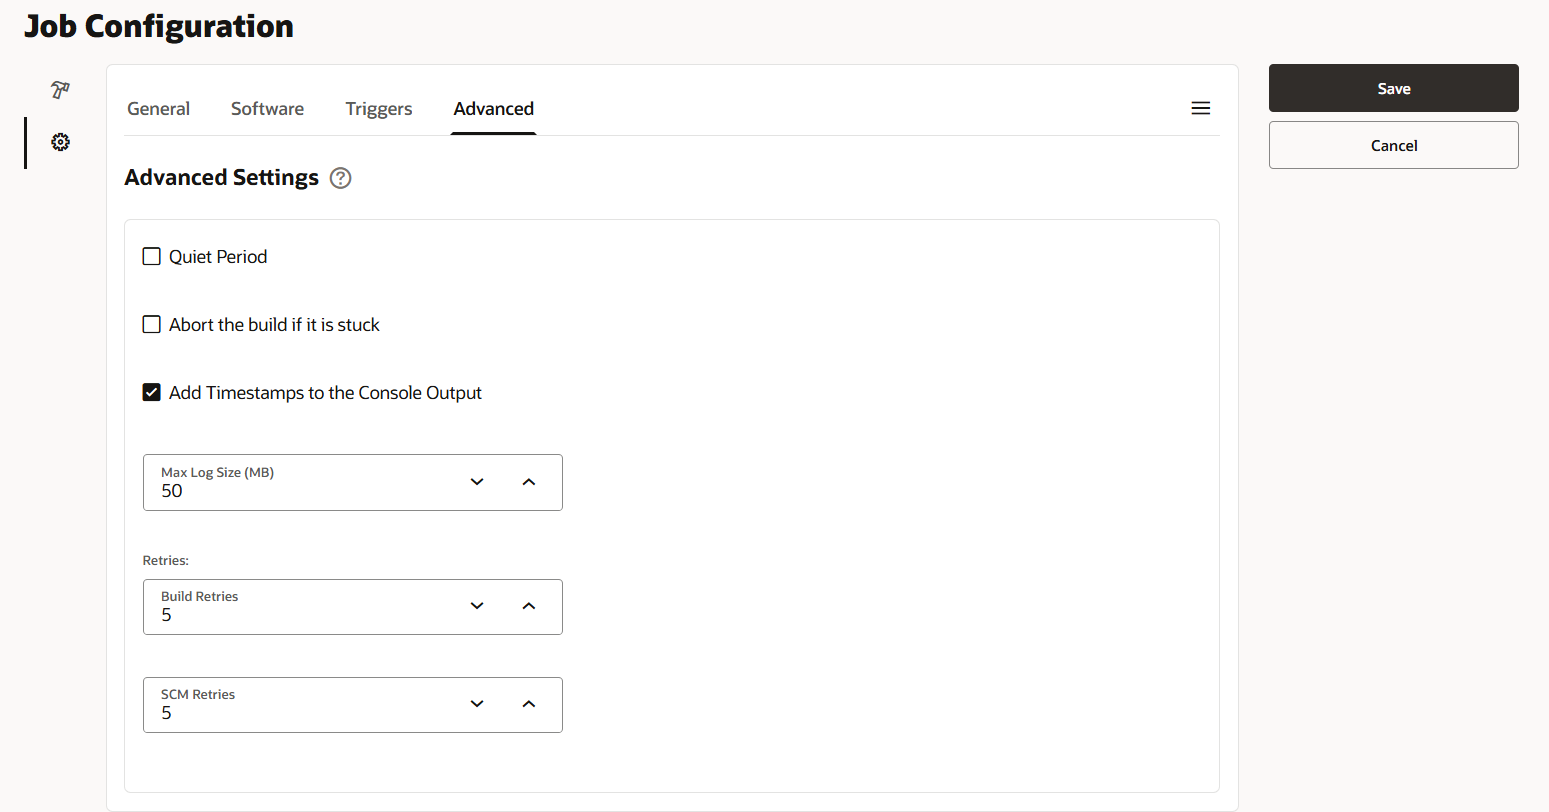 Job Configuration
General Software Triggers Advanced
Save
Cancel
Advanced Settings ?
Quiet Period
Abort the build if it is stuck
Add Timestamps to the Console Output
Max Log Size (MB)
50
Retries:
Build Retries
5
SCM Retries
5